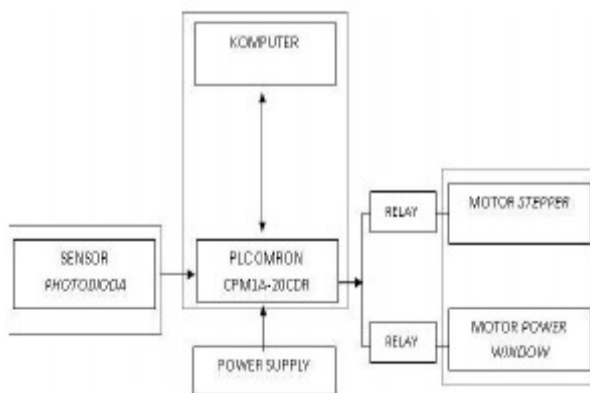 KOMPUTER
SENSOR
PHOTODIODA
PLC OMRON
CPM1A-20CDR
POWER SUPPLY
RELAY
MOTOR STEPPER
RELAY
MOTOR POWER
WINDOW